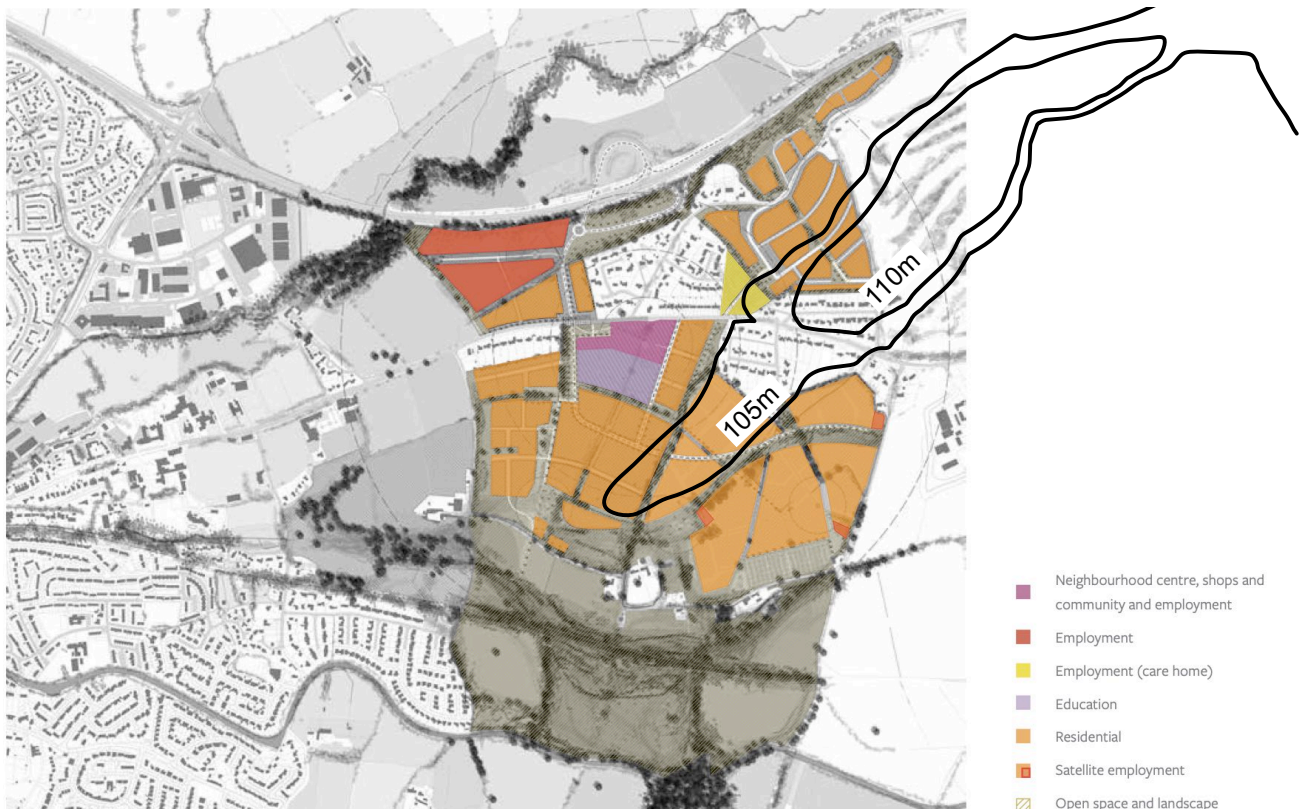 110m
105m
Neighbourhood centre, shops and
community and employment
Employment
Employment (care home)
Education
Residential
Satellite employment
Open space and landscape